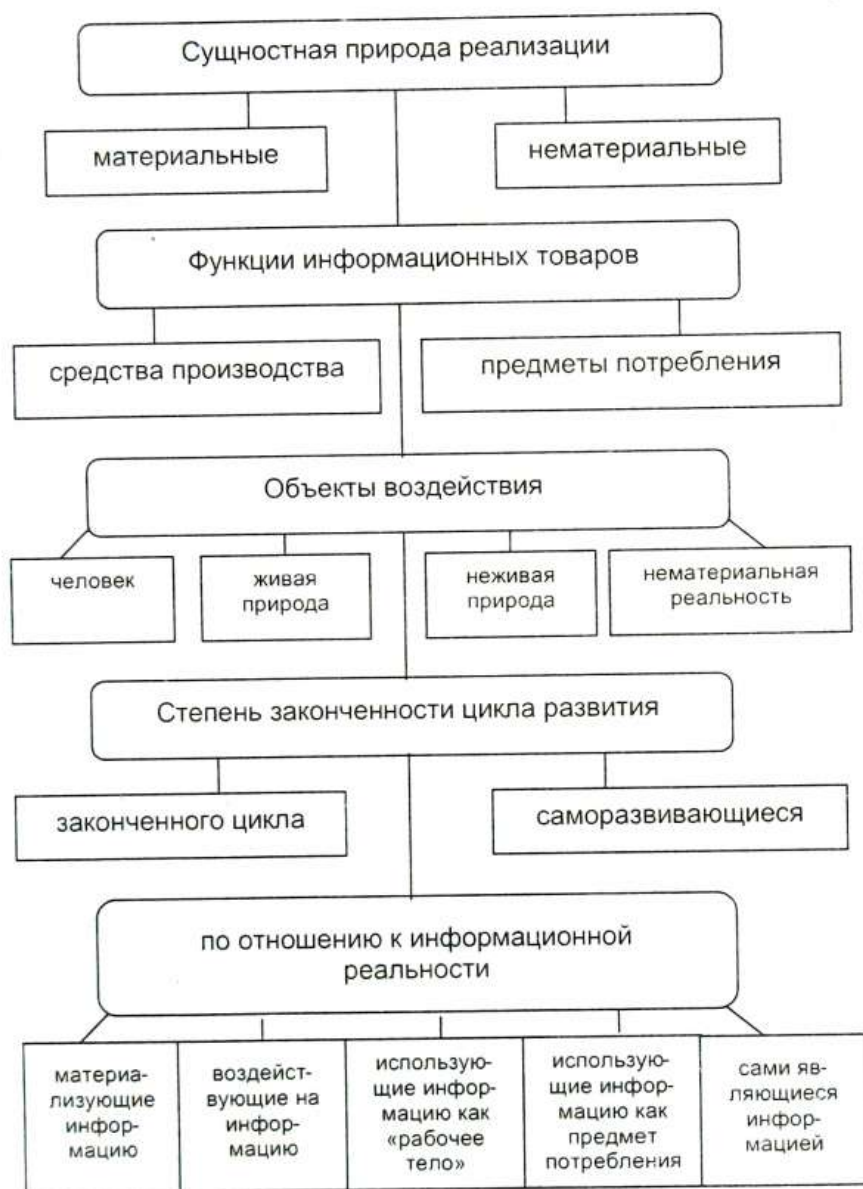 Сущностная природа реализации
материальные
нематериальные
Функции информационных товаров
средства производства
предметы потребления
Объекты воздействия
человек
живая
природа
неживая
природа
нематериальная
реальность
Степень законченности цикла развития
законченного цикла
саморазвивающиеся
по отношению к информационной
реальности
материа-
лизующие
инфор-
мацию
воздейст-
вующие на
инфор-
мацию
использую-
щие инфор-
мацию как
«рабочее
тело»
использую-
щие инфор-
мацию как
предмет
потребления
сами яв-
ляющиеся
инфор-
мацией